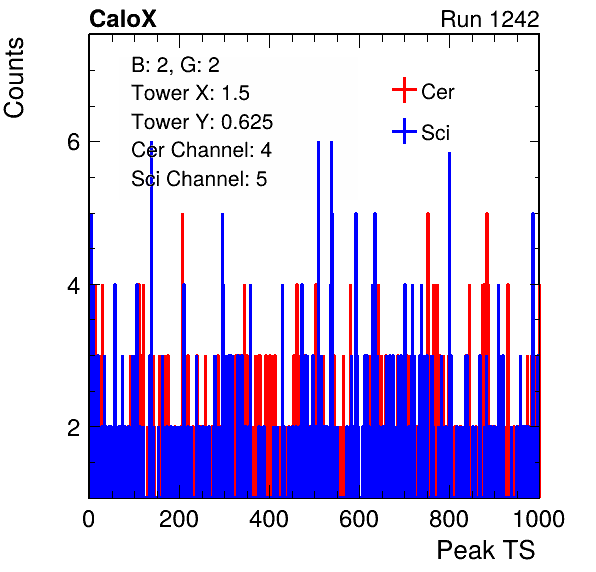 CaloX Run 1242
Counts
B: 2, G: 2
Tower X: 1.5
Tower Y: 0.625
Cer Channel: 4
Sci Channel: 5
Cer
Sci
6
4
2
0 200 400 600 800 1000
Peak TS